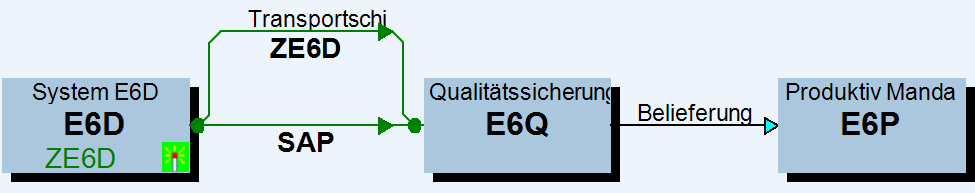 Transportschi
ZE6D
System E6D
E6D
ZE6D
SAP
Qualitätssicherung
E6Q
Belieferung
Produktiv Manda
E6P